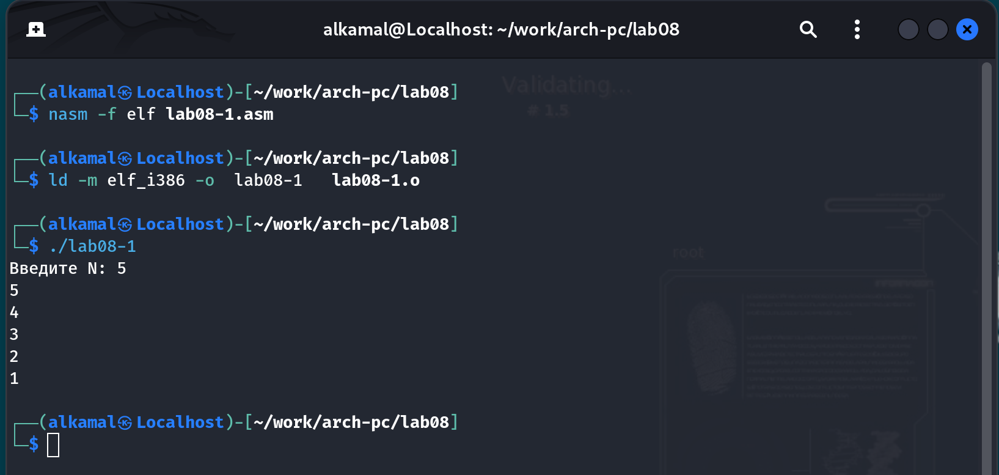 alkamal@Localhost: ~/work/arch-pc/lab08
Validating...
# 1.5
┌──(alkamal㉿Localhost)-[~/work/arch-pc/lab08]
└─$ nasm -f elf lab08-1.asm
┌──(alkamal㉿Localhost)-[~/work/arch-pc/lab08]
└─$ ld -m elf_i386 -o  lab08-1   lab08-1.o
┌──(alkamal㉿Localhost)-[~/work/arch-pc/lab08]
└─$ ./lab08-1
root
Введите N: 5
5
4
3
2
1
┌──(alkamal㉿Localhost)-[~/work/arch-pc/lab08]
└─$